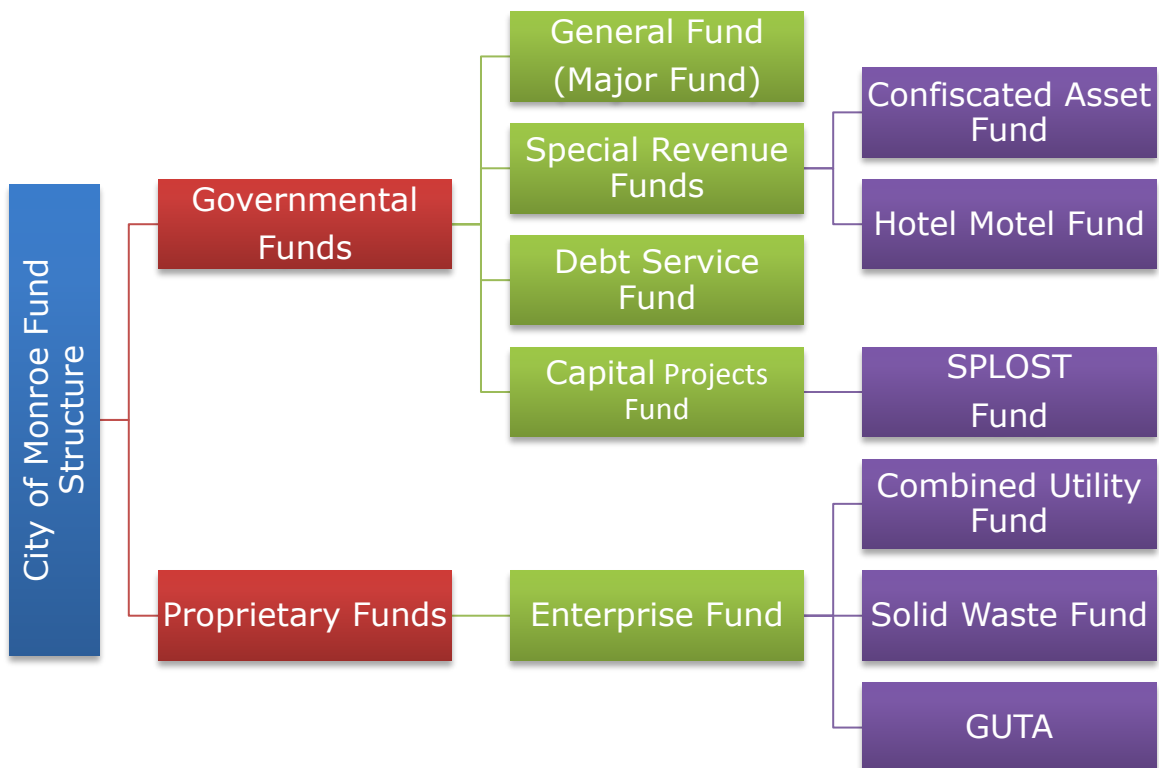 City of Monroe Fund
Structure
Governmental
Funds
General Fund
(Major Fund)
Special Revenue
Funds
Confiscated Asset
Fund
Hotel Motel Fund
Debt Service
Fund
Capital Projects
Fund
SPLOST
Fund
Proprietary Funds
Enterprise Fund
Combined Utility
Fund
Solid Waste Fund
GUTA